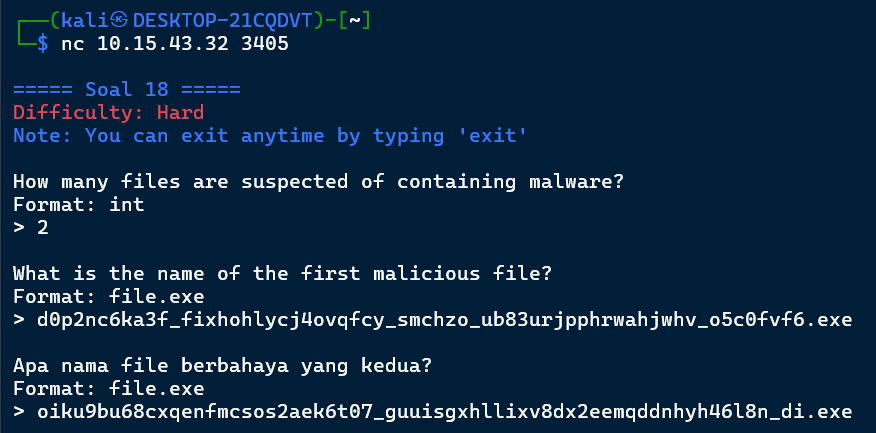 ┌──(kali㉿DESKTOP-21CQDVT)-[~]
└─$ nc 10.15.43.32 3405
===== Soal 18 =====
Difficulty: Hard
Note: You can exit anytime by typing 'exit'
How many files are suspected of containing malware?
Format: int
> 2
What is the name of the first malicious file?
Format: file.exe
> d0p2nc6ka3f_fixhohlycj4ovqfcy_smchzo_ub83urjpphrwahjwhv_o5c0fvf6.exe
Apa nama file berbahaya yang kedua?
Format: file.exe
> oiku9bu68cxqenfmcsos2aek6t07_guuisgxhllixv8dx2eemqddnhyh46l8n_di.exe